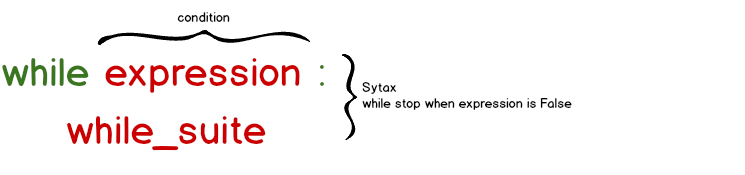 condition
while expression :
while_suite
Sytax
while stop when expression is False